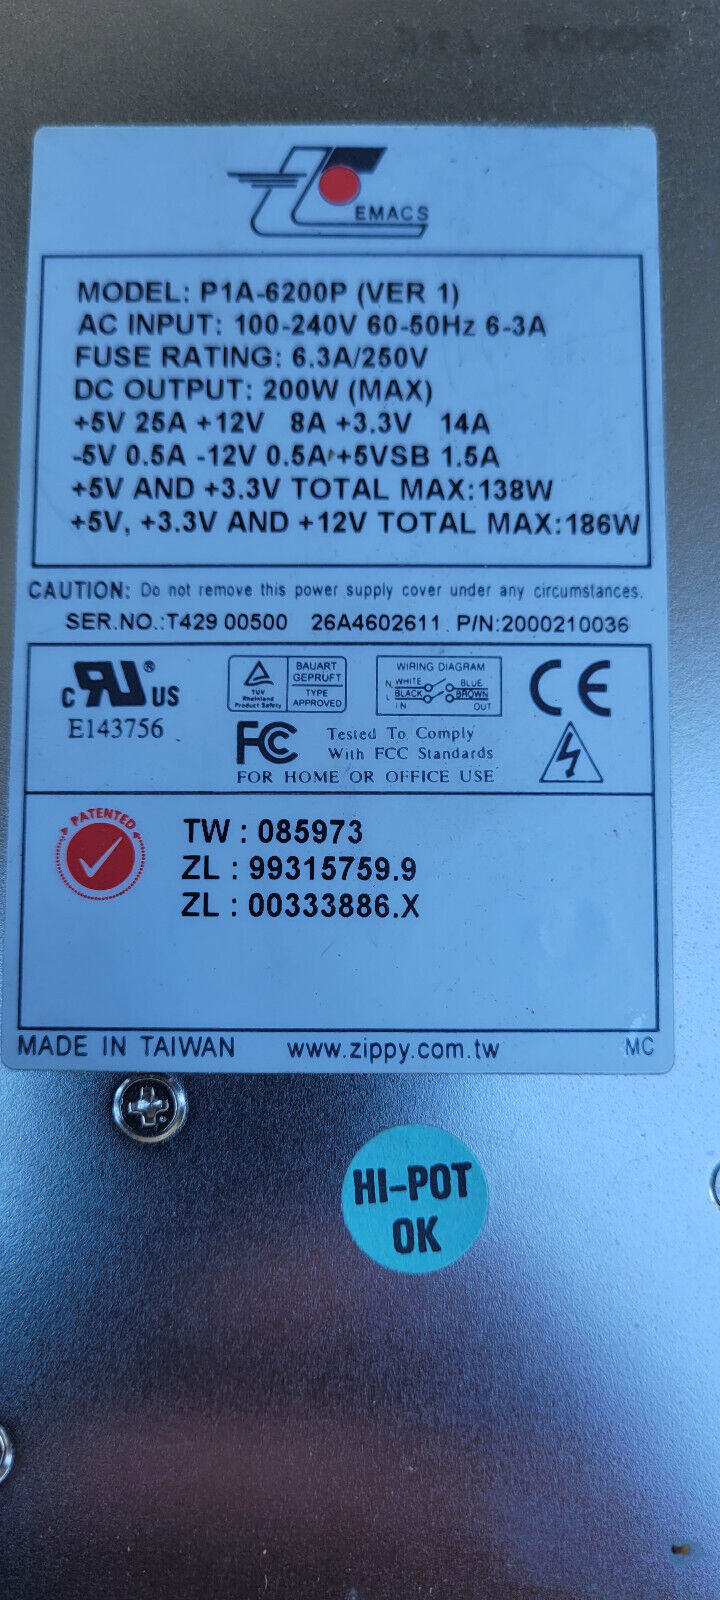 EMACS
MODEL: P1A-6200P (VER 1)
AC INPUT: 100-240V 60-50Hz 6-3A
FUSE RATING: 6.3A/250V
DC OUTPUT: 200W (MAX)
+5V 25A +12V 8A +3.3V 14A
-5V 0.5A -12V 0.5A +5VSB 1.5A
+5V AND +3.3V TOTAL MAX:138W
+5V, +3.3V AND +12V TOTAL MAX:186W
CAUTION: Do not remove this power supply cover under any circumstances.
SER.NO.:T429 00500 26A4602611 P/N:2000210036
c RU ® US
E143756
TÜV
Rheinland
Product Safety
BAUART
GEPRÜFT
TYPE
APPROVED
WIRING DIAGRAM
N WHITE BLUE
L BLACK BROWN
IN OUT
CE
FC Tested To Comply
With FCC Standards
FOR HOME OR OFFICE USE
PATENTED
TW : 085973
ZL : 99315759.9
ZL : 00333886.X
MADE IN TAIWAN www.zippy.com.tw MC
HI-POT
OK